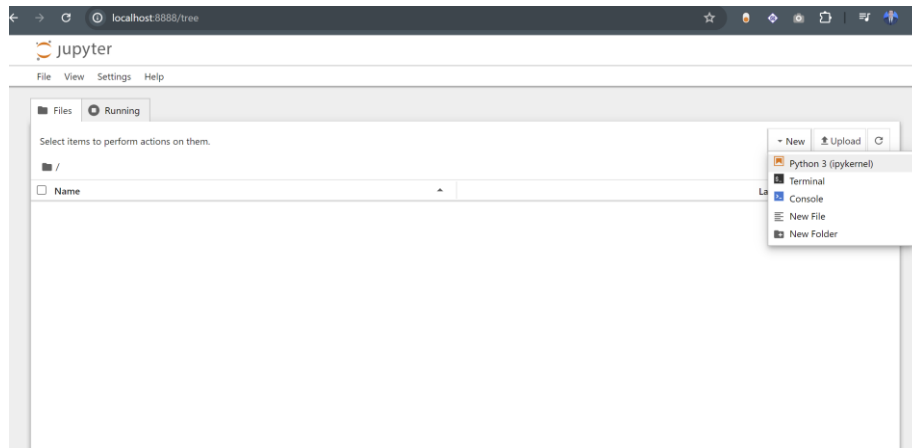 localhost:8888/tree
jupyter
File View Settings Help
Files Running
Select items to perform actions on them.
New Upload
/
Python 3 (ipykernel)
Name La
Terminal
Console
New File
New Folder